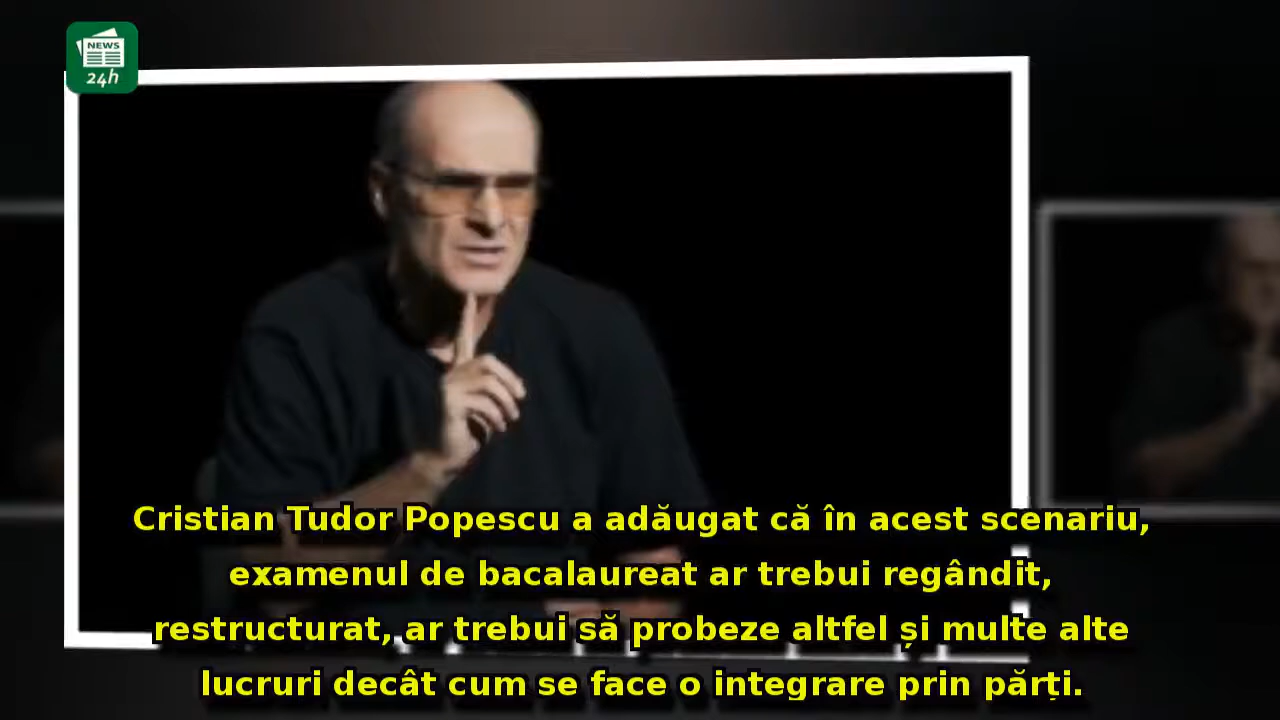 NEWS
24h
Cristian Tudor Popescu a adăugat că în acest scenariu,
examenul de bacalaureat ar trebui regândit,
restructurat, ar trebui să probeze altfel și multe alte
lucruri decât cum se face o integrare prin părți.